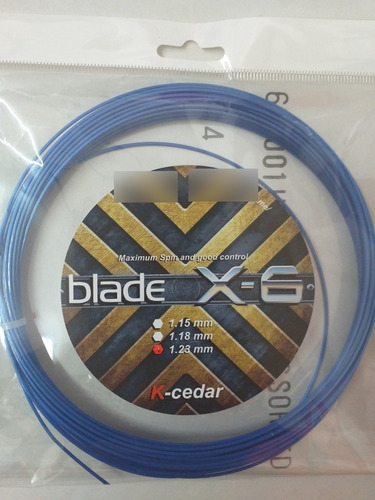 Maximum Spin and good control
blade X-6
1.15 mm
1.18 mm
1.23 mm
K-cedar